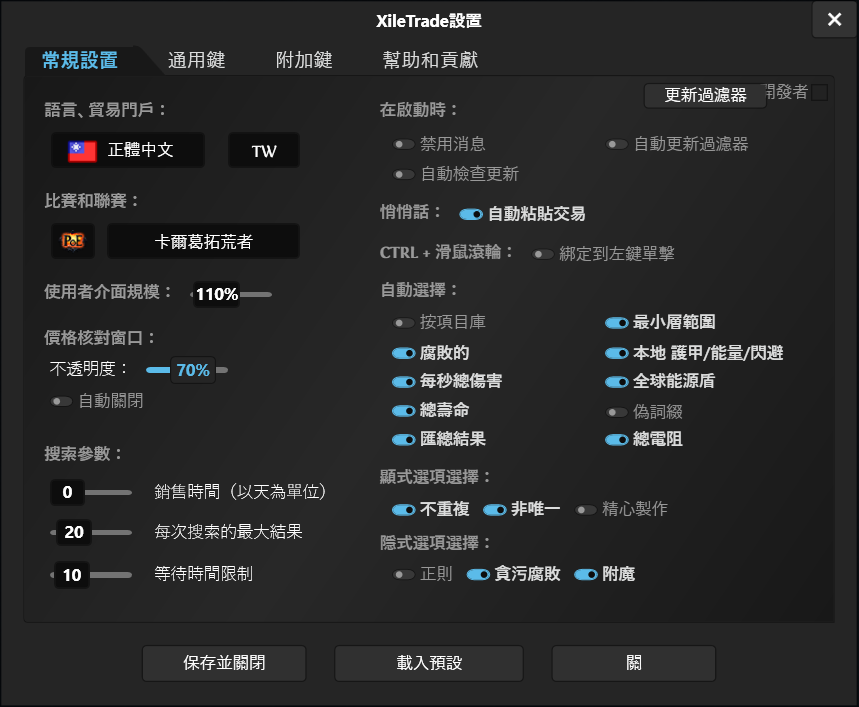 XileTrade設置
常規設置 通用鍵 附加鍵 幫助和貢獻
語言、貿易門戶：
正體中文 TW
比賽和聯賽：
PoE 卡爾葛拓荒者
使用者介面規模： 110%
價格核對窗口：
不透明度： 70%
自動關閉
搜索參數：
0 銷售時間（以天為單位）
20 每次搜索的最大結果
10 等待時間限制
更新過濾器 開發者
在啟動時：
禁用消息 自動更新過濾器
自動檢查更新
悄悄話： 自動粘貼交易
CTRL + 滑鼠滾輪： 綁定到左鍵單擊
自動選擇：
按項目庫 最小層範圍
腐敗的 本地 護甲/能量/閃避
每秒總傷害 全球能源盾
總壽命 偽詞綴
匯總結果 總電阻
顯式選項選擇：
不重複 非唯一 精心製作
隱式選項選擇：
正則 貪污腐敗 附魔
保存並關閉 載入預設 關